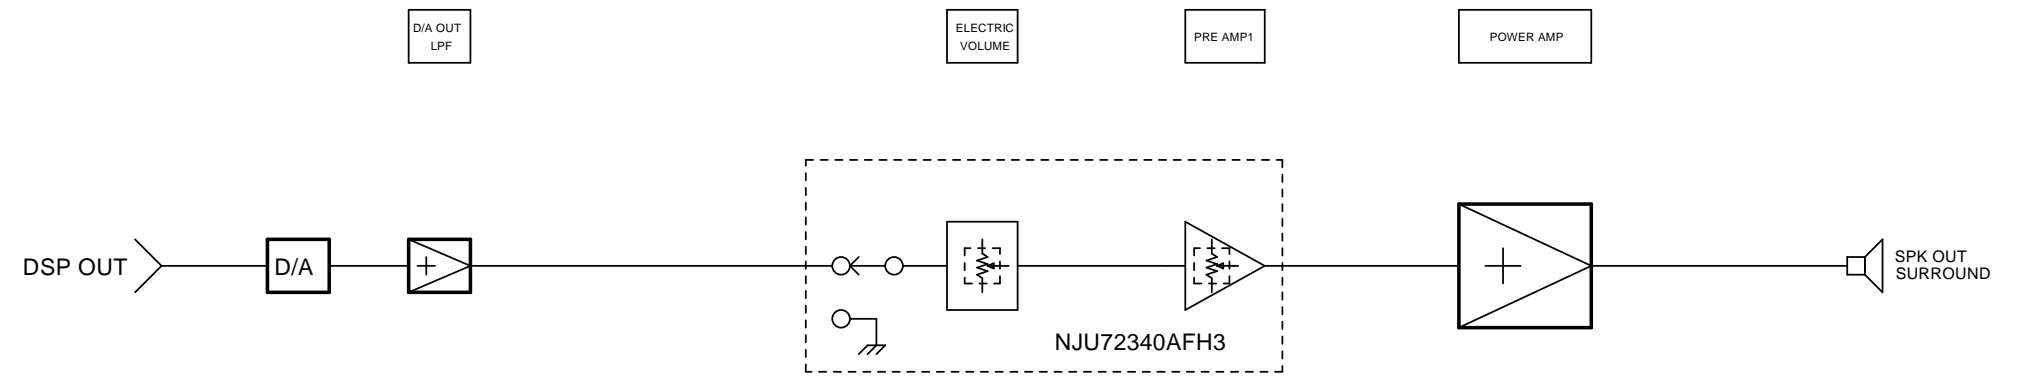 D/A OUT
LPF
ELECTRIC
VOLUME
PRE AMP1
POWER AMP
DSP OUT
D/A
NJU72340AFH3
SPK OUT
SURROUND